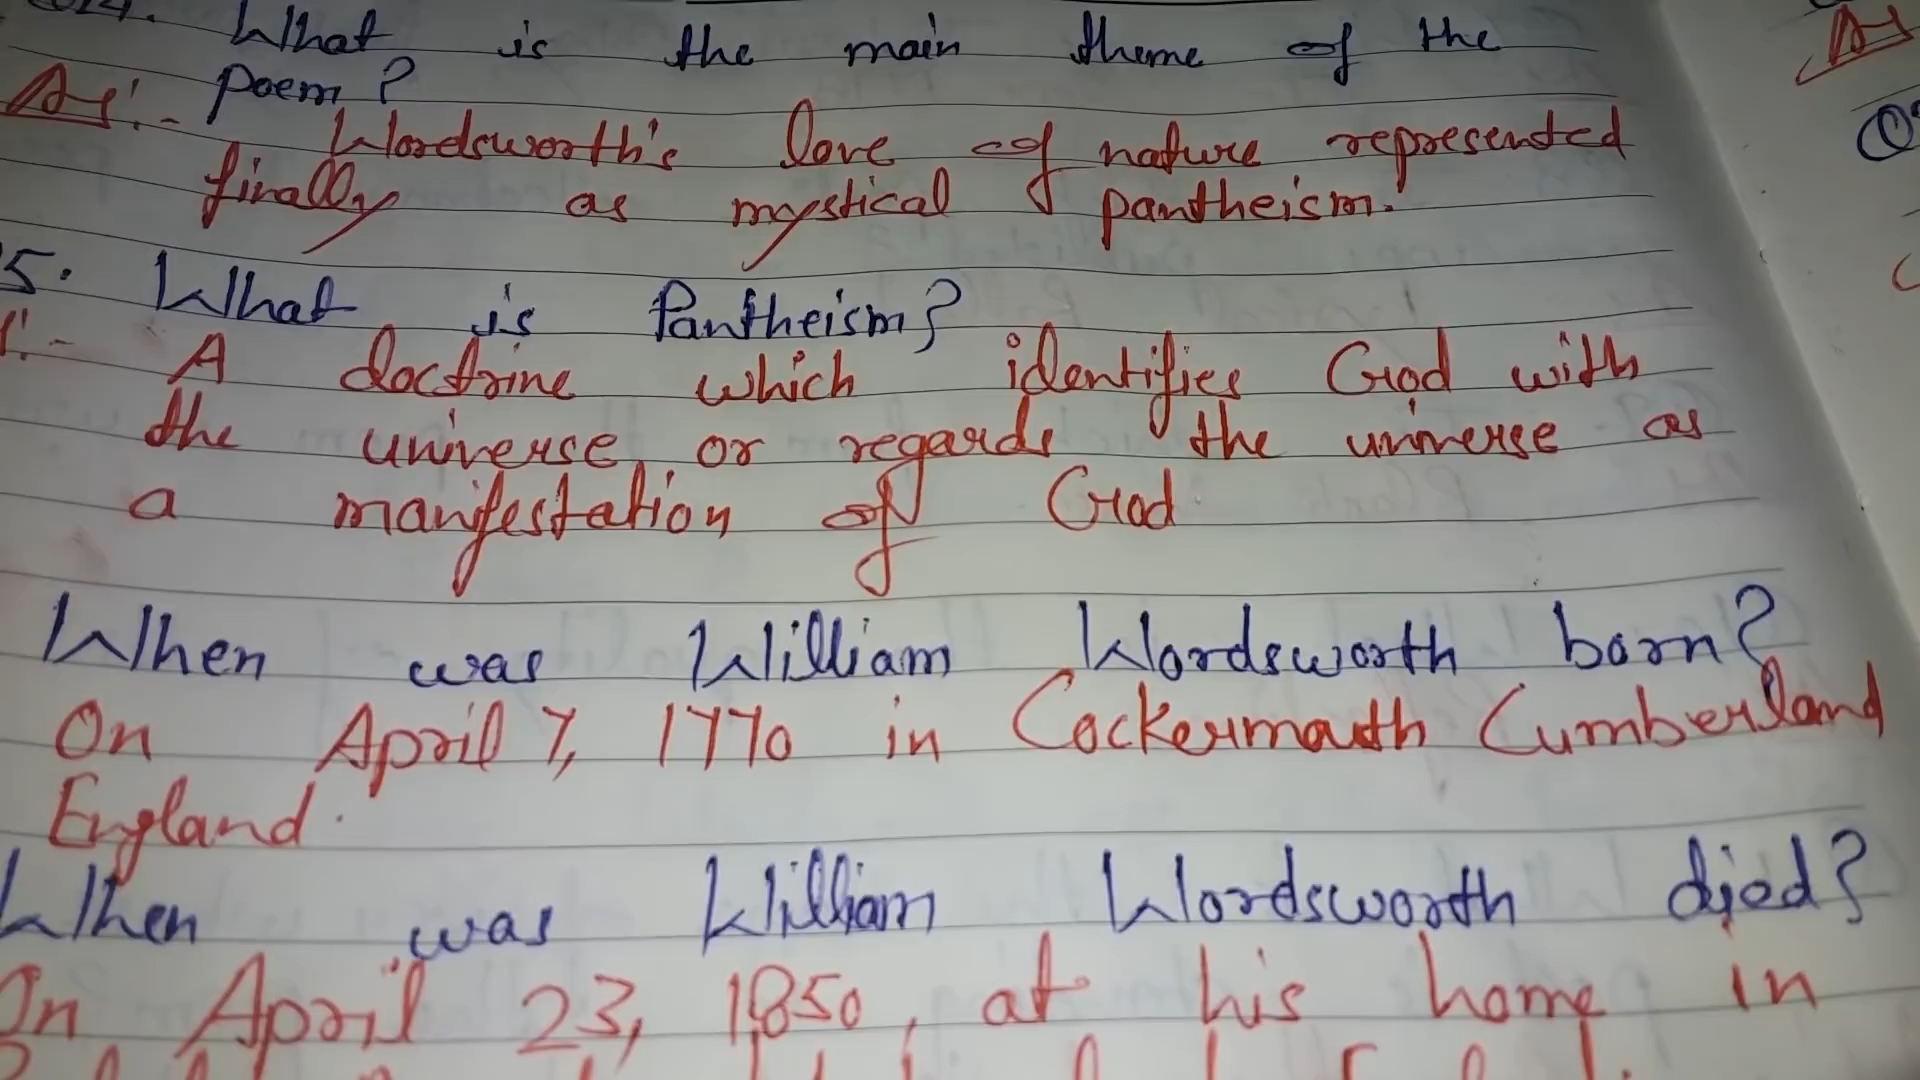 What is the main theme of the
Poem?
Ans:- Wordsworth's love of nature represented
finally as mystical pantheism.
5. What is Pantheism?
A doctrine which identifies God with
the universe, or regards the universe as
a manifestation of God.
When was William Wordsworth born?
On April 7, 1770 in Cockermouth Cumberland
England.
When was William Wordsworth died?
On April 23, 1850, at his home in